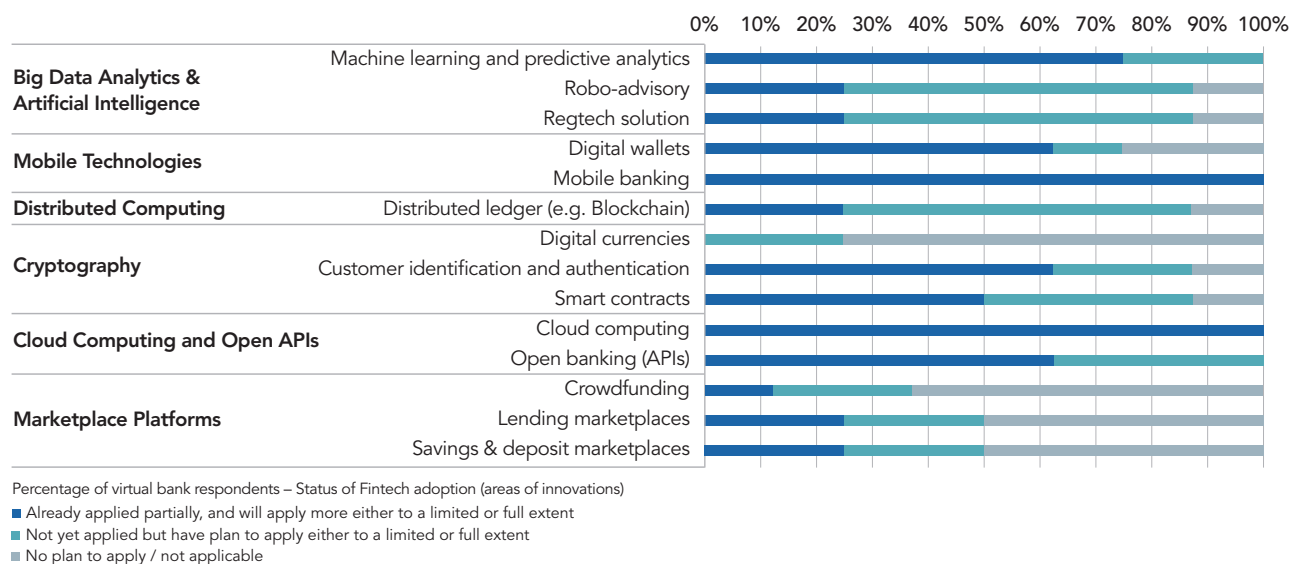 0% 10% 20% 30% 40% 50% 60% 70% 80% 90% 100%
Big Data Analytics &
Artificial Intelligence
Machine learning and predictive analytics
Robo-advisory
Regtech solution
Mobile Technologies
Digital wallets
Mobile banking
Distributed Computing
Distributed ledger (e.g. Blockchain)
Cryptography
Digital currencies
Customer identification and authentication
Smart contracts
Cloud Computing and Open APIs
Cloud computing
Open banking (APIs)
Marketplace Platforms
Crowdfunding
Lending marketplaces
Savings & deposit marketplaces
Percentage of virtual bank respondents – Status of Fintech adoption (areas of innovations)
Already applied partially, and will apply more either to a limited or full extent
Not yet applied but have plan to apply either to a limited or full extent
No plan to apply / not applicable